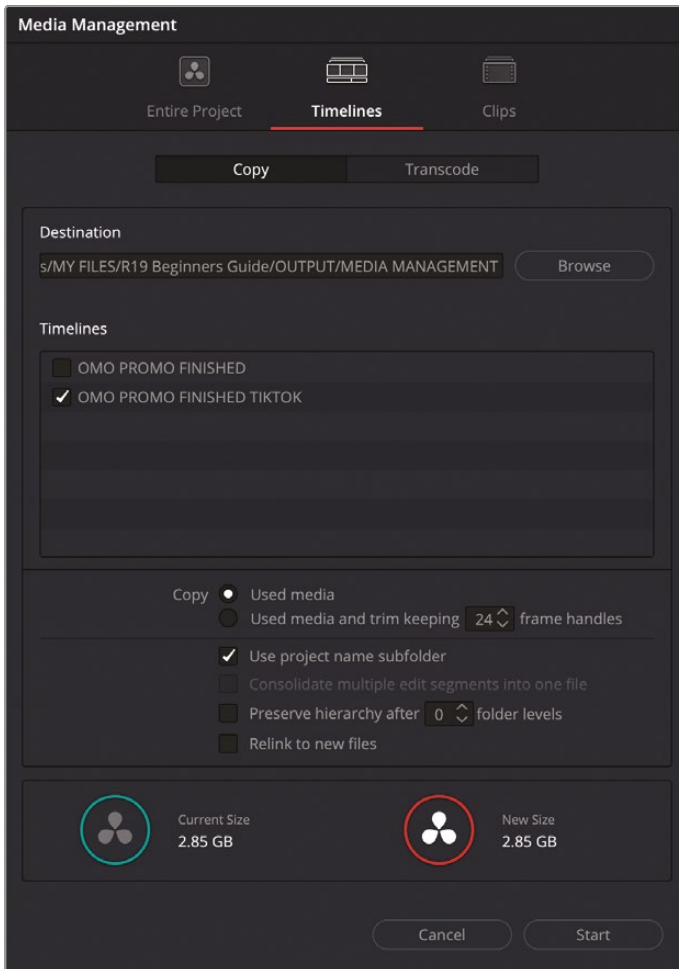 Media Management
Entire Project Timelines Clips
Copy Transcode
Destination
s/MY FILES/R19 Beginners Guide/OUTPUT/MEDIA MANAGEMENT Browse
Timelines
OMO PROMO FINISHED
OMO PROMO FINISHED TIKTOK
Copy Used media
Used media and trim keeping 24 frame handles
Use project name subfolder
Consolidate multiple edit segments into one file
Preserve hierarchy after 0 folder levels
Relink to new files
Current Size New Size
2.85 GB 2.85 GB
Cancel Start